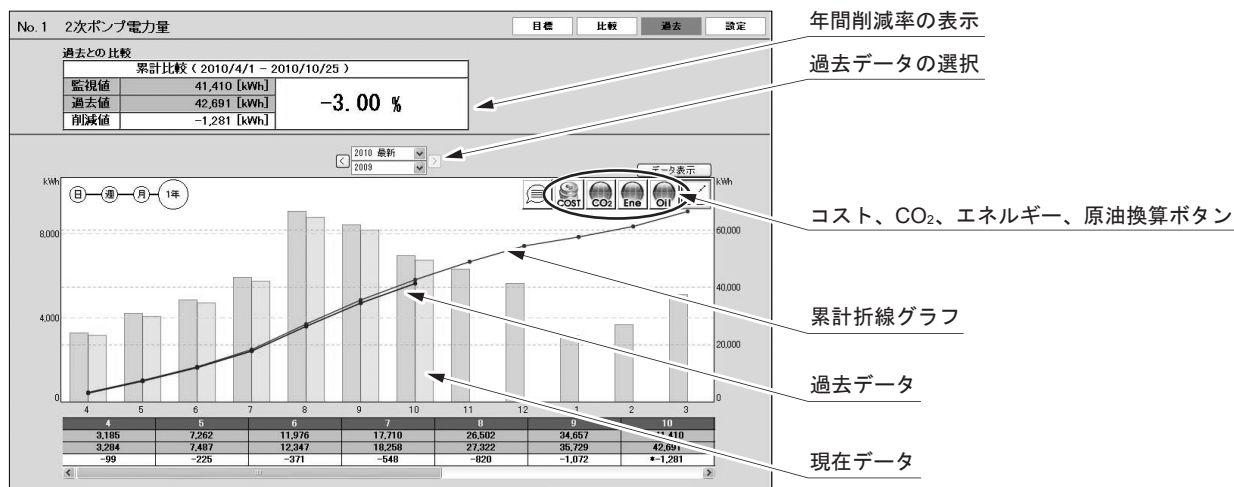 No. 1 2次ポンプ電力量
目標 比較 過去 設定
過去との比較
累計比較 ( 2010/4/1 - 2010/10/25 )
監視値 41,410 [kWh]
過去値 42,691 [kWh]
削減値 -1,281 [kWh]
-3.00 %
2010 最新
2009
データ表示
kWh
日 週 月 1年
COST CO2 Ene Oil
kWh
8,000
4,000
0
60,000
40,000
20,000
0
4 5 6 7 8 9 10 11 12 1 2 3
4 5 6 7 8 9 10
3,185 7,262 11,976 17,710 26,502 34,657 41,410
3,284 7,487 12,347 18,258 27,322 35,729 42,691
-99 -225 -371 -548 -820 -1,072 *-1,281
年間削減率の表示
過去データの選択
コスト、CO₂、エネルギー、原油換算ボタン
累計折線グラフ
過去データ
現在データ